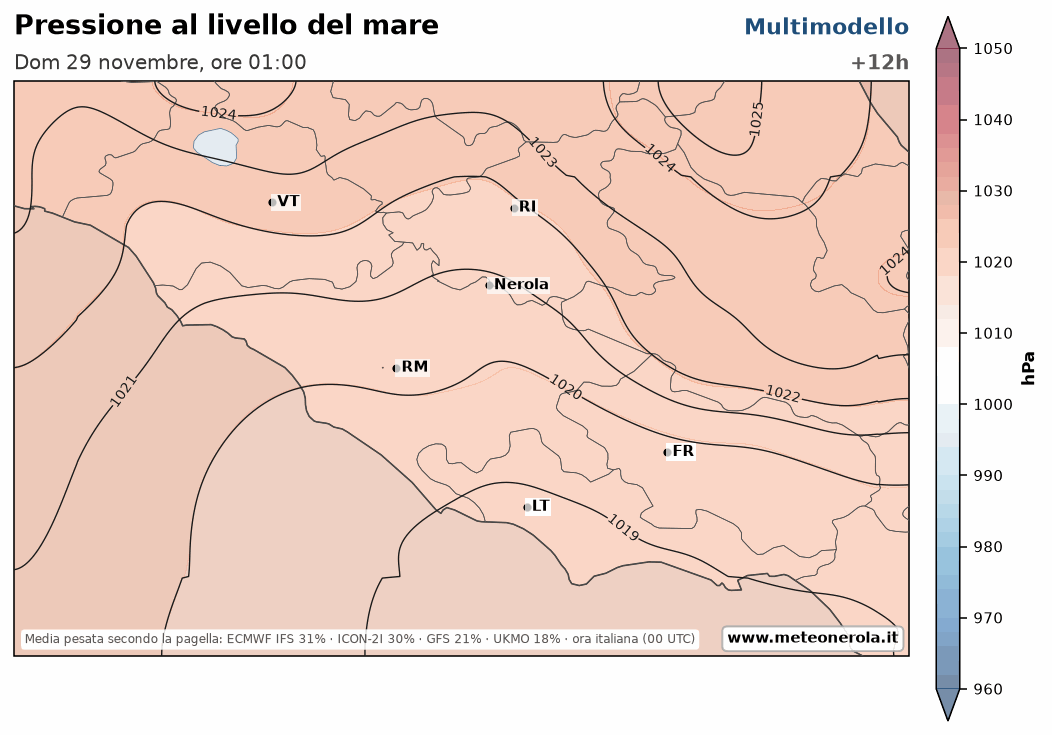 Pressione al livello del mare
Multimodello
Dom 29 novembre, ore 01:00
+12h
1024
1025
1023
1024
VT
RI
1024
Nerola
RM
1021
1020
1022
FR
LT
1019
Media pesata secondo la pagella: ECMWF IFS 31% · ICON-2I 30% · GFS 21% · UKMO 18% · ora italiana (00 UTC)
www.meteonerola.it
1050
1040
1030
1020
1010
1000
990
980
970
960
hPa